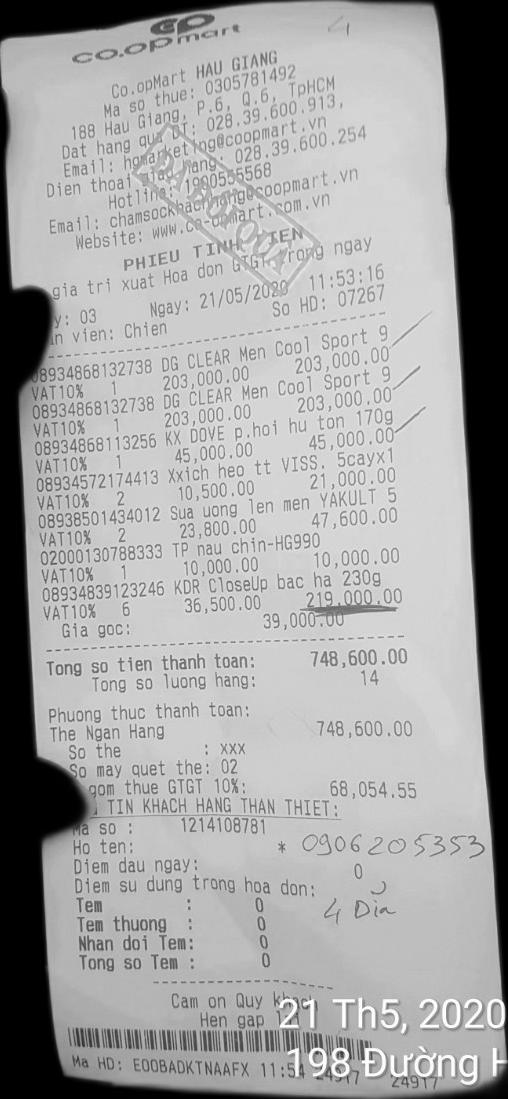 co.opmart
4
Co.opMart HAU GIANG
Ma so thue: 0305781492
188 Hau Giang, P.6, Q.6, TpHCM
Dat hang qua DT: 028.39.600.913,
Email: hgmarketing@coopmart.vn
Dien thoai giao hang: 028.39.600.254
Hotline: 1900555568
Email: chamsockhachhang@coopmart.vn
Website: www.co-opmart.com.vn
ĐÃ ĐỔI QUÀ
PHIEU TINH TIEN
gia tri xuat Hoa don GTGT trong ngay
y: 03 Ngay: 21/05/2020 11:53:16
n vien: Chien So HD: 07267
08934868132738 DG CLEAR Men Cool Sport 9
VAT10% 1 203,000.00 203,000.00
08934868132738 DG CLEAR Men Cool Sport 9
VAT10% 1 203,000.00 203,000.00
08934868113256 KX DOVE p.hoi hu ton 170g
VAT10% 1 45,000.00 45,000.00
08934572174413 Xxich heo tt VISS. 5cayx1
VAT10% 2 10,500.00 21,000.00
08938501434012 Sua uong len men YAKULT 5
VAT10% 2 23,800.00 47,600.00
02000130788333 TP nau chin-HG990
VAT10% 1 10,000.00 10,000.00
08934839123246 KDR CloseUp bac ha 230g
VAT10% 6 36,500.00 219,000.00
Gia goc: 39,000.00
Tong so tien thanh toan: 748,600.00
Tong so luong hang: 14
Phuong thuc thanh toan:
The Ngan Hang 748,600.00
So the : xxx
So may quet the: 02
gom thue GTGT 10%: 68,054.55
TIN KHACH HANG THAN THIET:
Ma so : 1214108781
Ho ten: * 0906205353
Diem dau ngay: 0
Diem su dung trong hoa don:
Tem : 0 4 Dĩa
Tem thuong : 0
Nhan doi Tem: 0
Tong so Tem : 0
Cam on Quy khach
Hen gap lai
21 Th5, 2020
198 Đường H
Ma HD: E00BADKTNAAFX 11:54 24917 24917